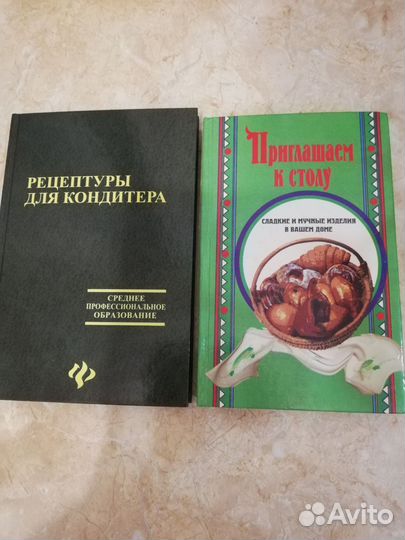 РЕЦЕПТУРЫ
ДЛЯ КОНДИТЕРА
СРЕДНЕЕ
ПРОФЕССИОНАЛЬНОЕ
ОБРАЗОВАНИЕ
Приглашаем
к столу
СЛАДКИЕ И МУЧНЫЕ ИЗДЕЛИЯ
В ВАШЕМ ДОМЕ
Avito